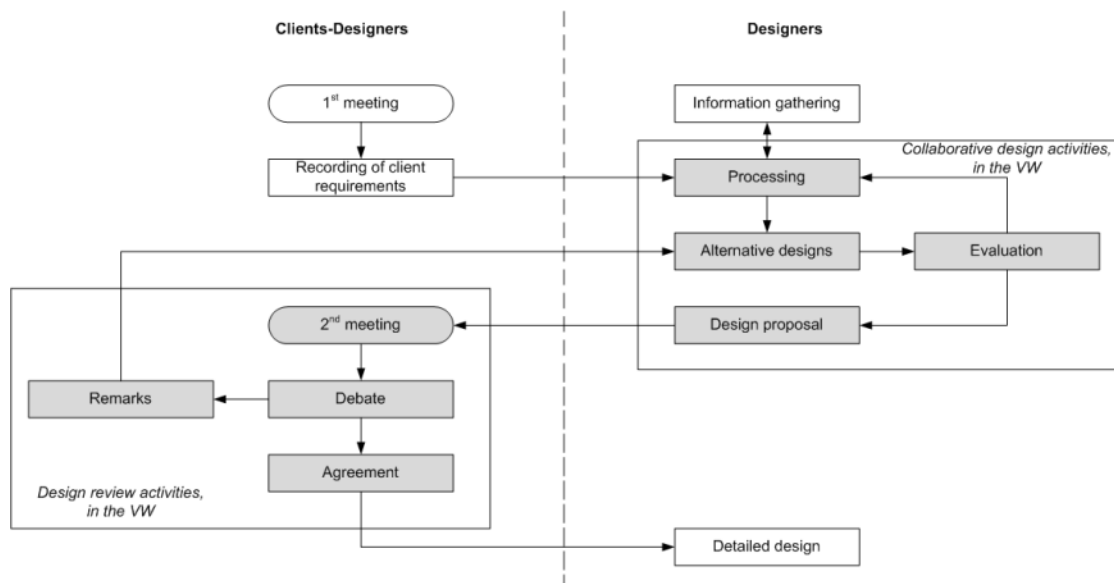 Clients-Designers
Designers
1st meeting
Information gathering
Recording of client
requirements
Collaborative design activities,
in the VW
Processing
Alternative designs
Evaluation
2nd meeting
Design proposal
Remarks
Debate
Agreement
Design review activities,
in the VW
Detailed design